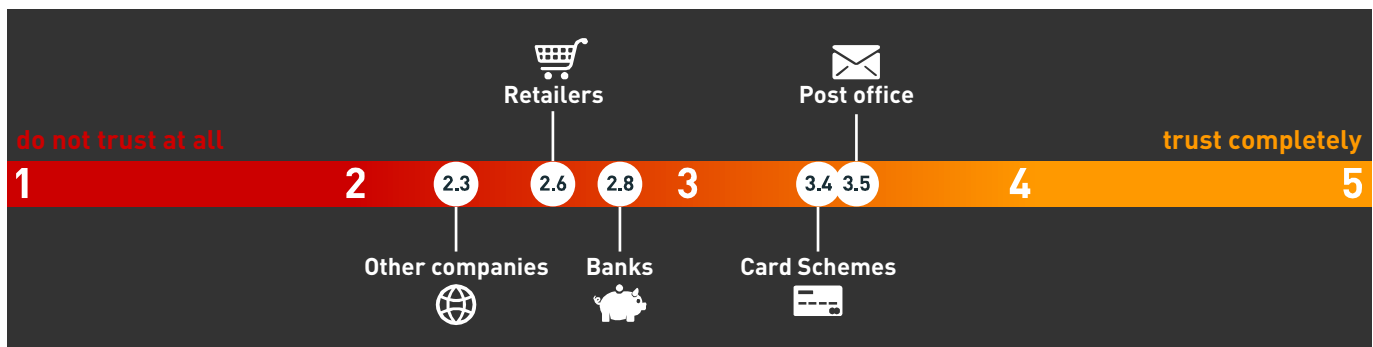 Retailers
Post office
do not trust at all
trust completely
1 2 2.3 2.6 2.8 3 3.4 3.5 4 5
Other companies
Banks
Card Schemes